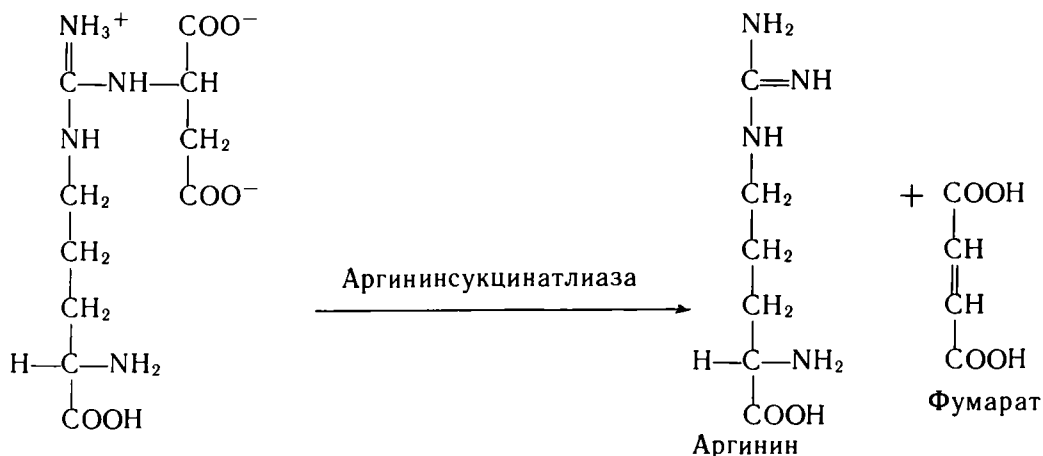 NH₃⁺ COO⁻
C—NH—CH
NH CH₂
CH₂ COO⁻
CH₂
CH₂
H—C—NH₂
COOH
Аргининсукцинатлиаза
NH₂
C=NH
NH
CH₂
CH₂
CH₂
H—C—NH₂
COOH
Аргинин
+ COOH
CH
CH
COOH
Фумарат